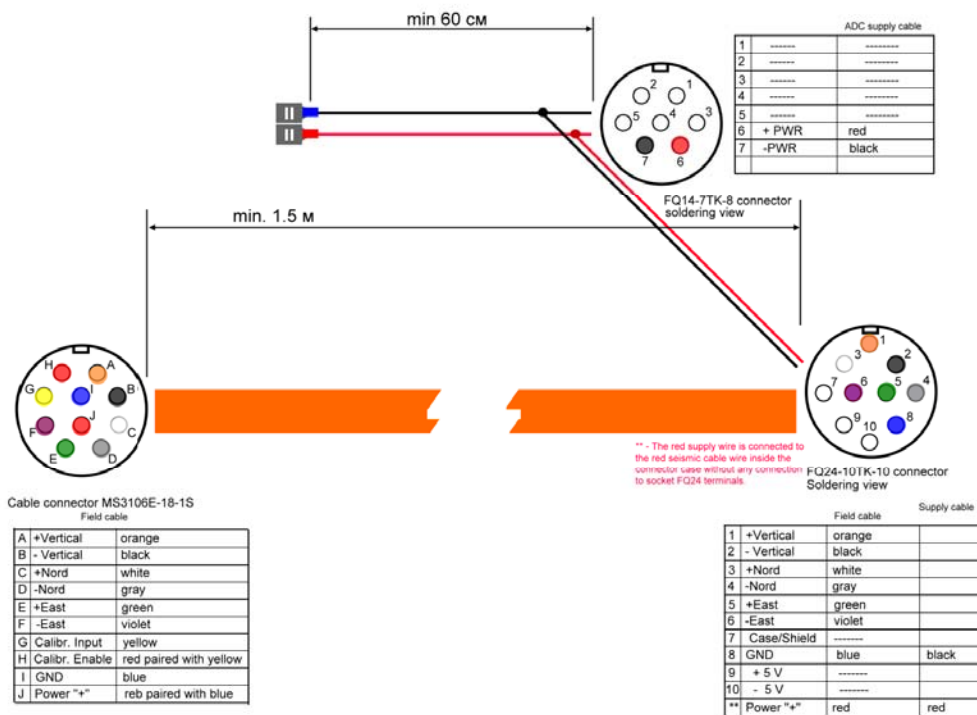 min 60 см
ADC supply cable
1 ------ --------
2 ------ --------
3 ------ --------
4 ------ --------
5 ------ --------
6 + PWR red
7 -PWR black
2 1
5 4 3
7 6
FQ14-7TK-8 connector
soldering view
min. 1.5 м
H A
G I B
F J C
E D
1
3 2
7 6 5 4
9 8
10
** - The red supply wire is connected to
the red seismic cable wire inside the
connector case without any connection
to socket FQ24 terminals.
FQ24-10TK-10 connector
Soldering view
Cable connector MS3106E-18-1S
Field cable
A +Vertical orange
B - Vertical black
C +Nord white
D -Nord gray
E +East green
F -East violet
G Calibr. Input yellow
H Calibr. Enable red paired with yellow
I GND blue
J Power "+" reb paired with blue
Field cable Supply cable
1 +Vertical orange
2 - Vertical black
3 +Nord white
4 -Nord gray
5 +East green
6 -East violet
7 Case/Shield -------
8 GND blue black
9 + 5 V -------
10 - 5 V -------
** Power "+" red red